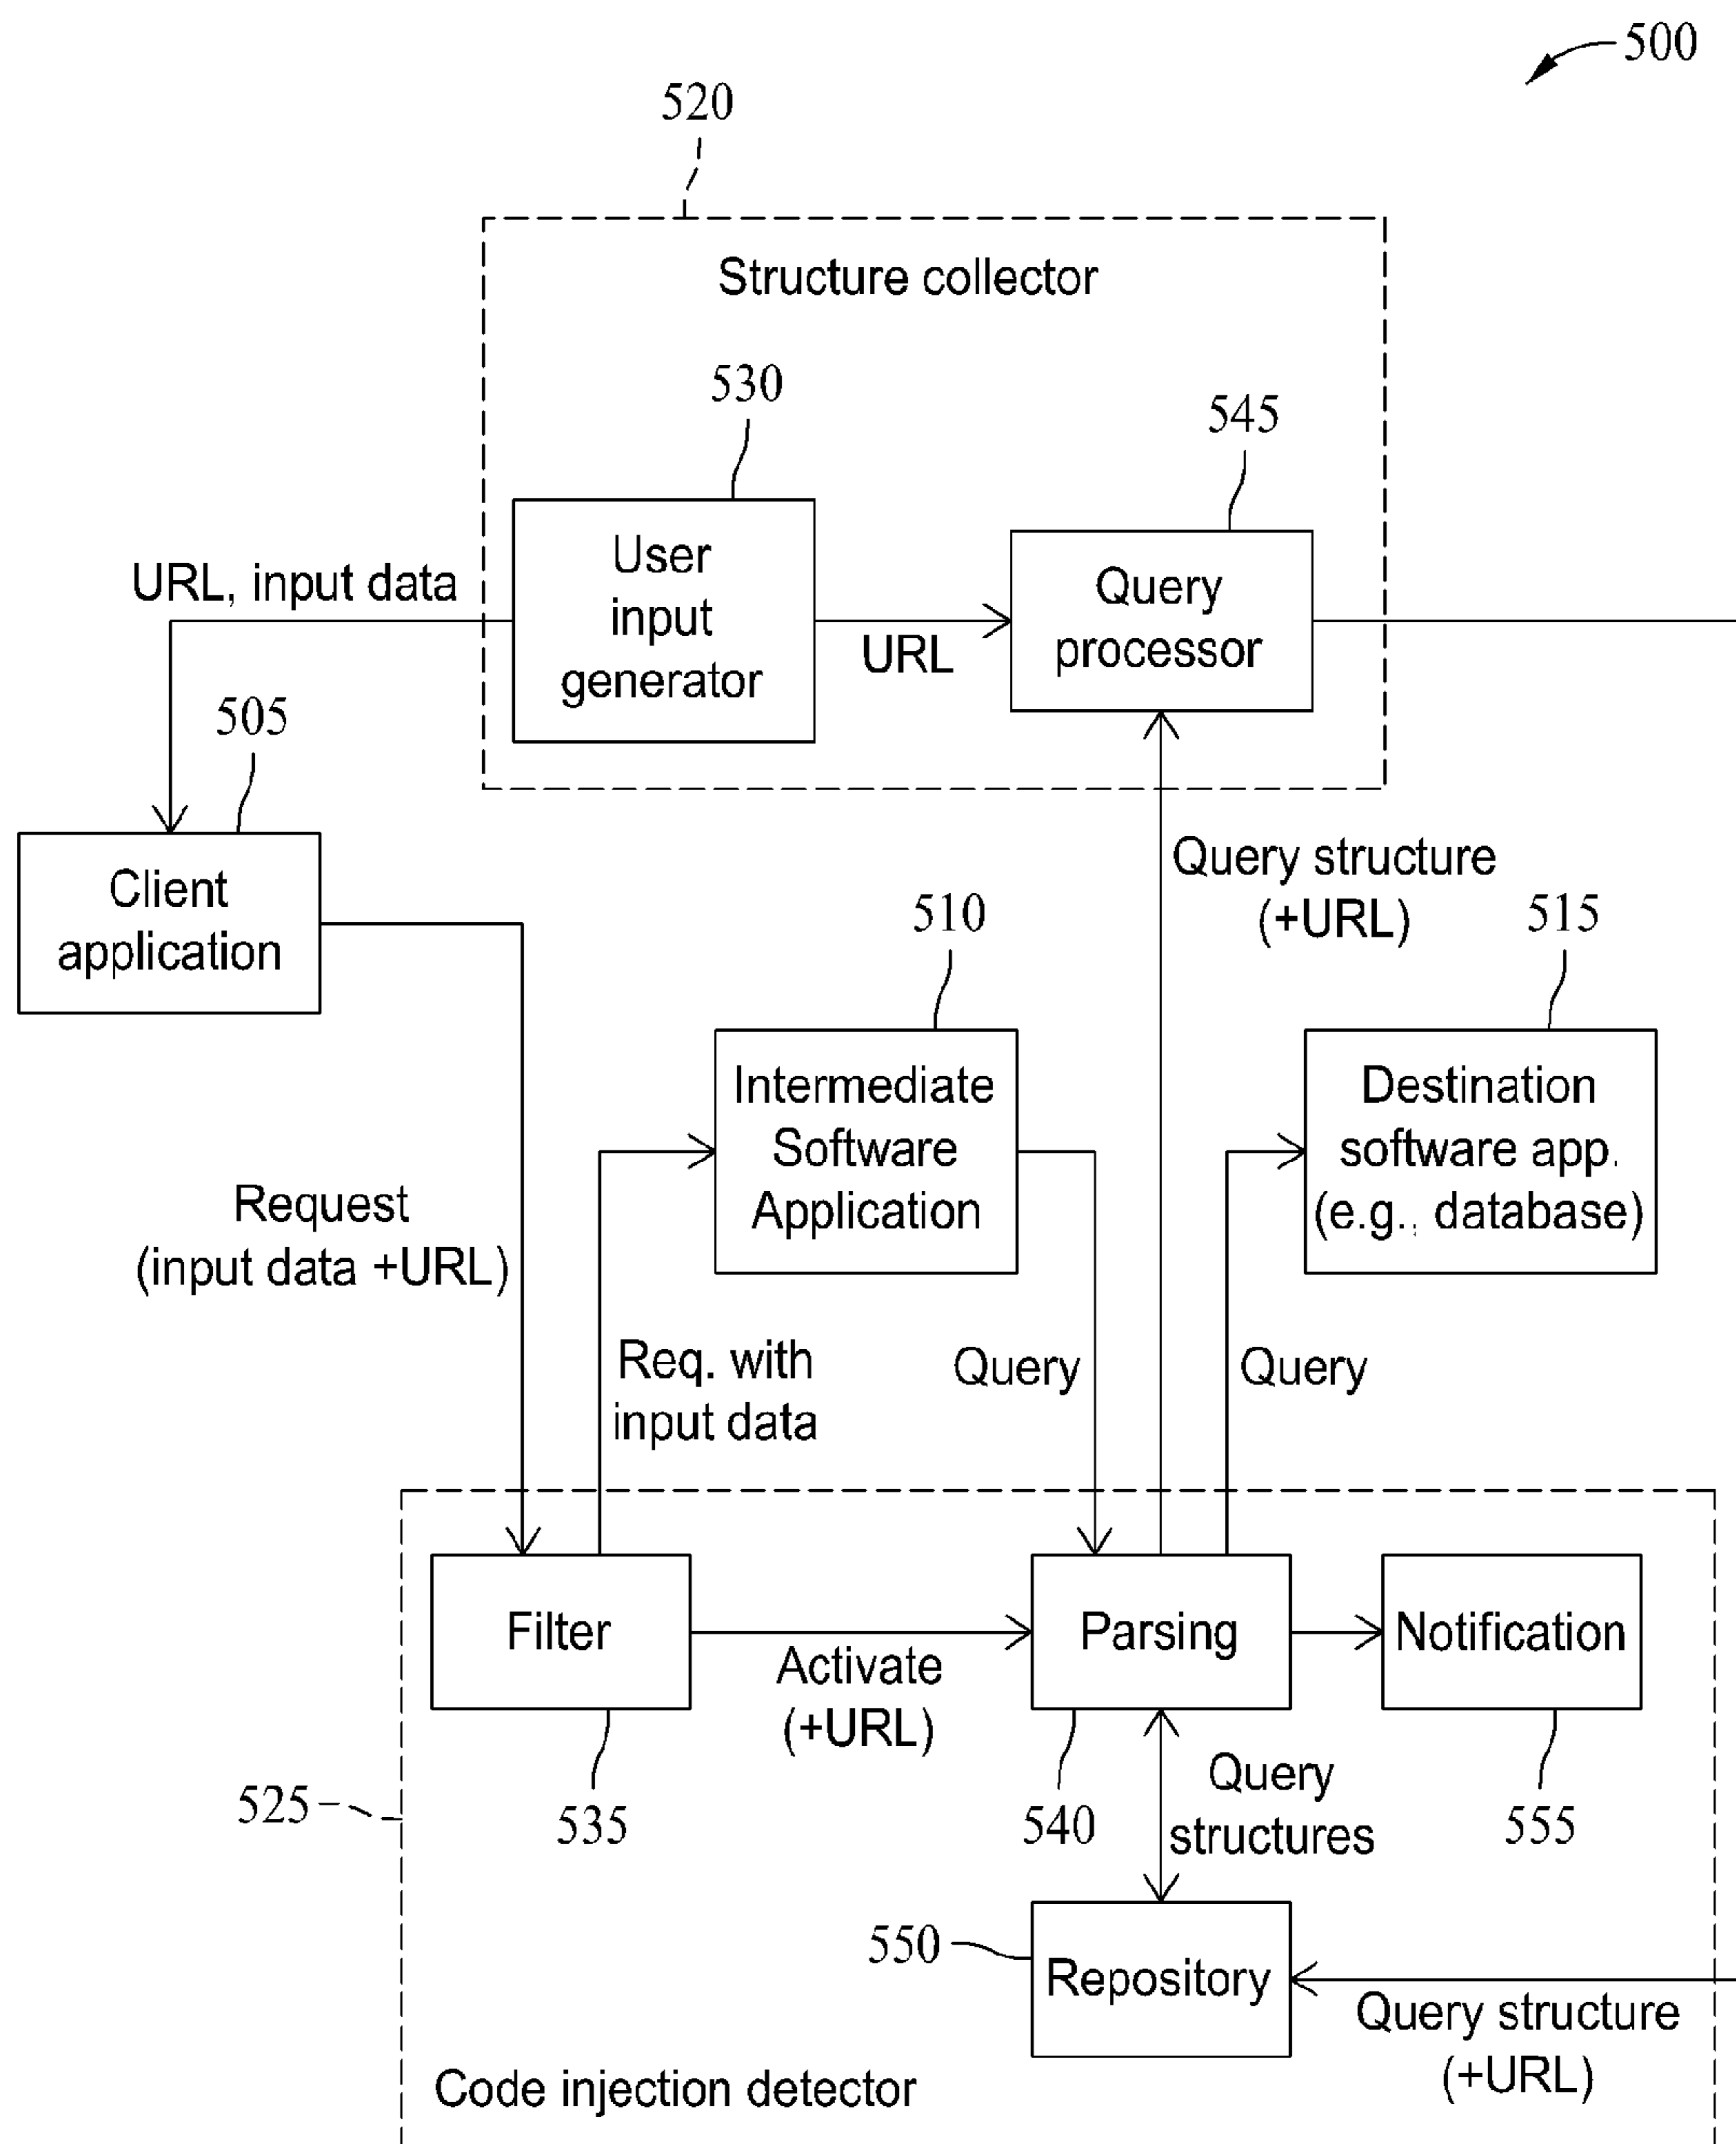 500
520
Structure collector
530
545
User
input
generator
Query
processor
URL, input data
URL
505
Client
application
Query structure
(+URL)
510
515
Intermediate
Software
Application
Destination
software app.
(e.g., database)
Request
(input data +URL)
Req. with
input data
Query
Query
Filter
Parsing
Notification
Activate
(+URL)
525
535
540
Query
structures
555
550
Repository
Query structure
(+URL)
Code injection detector